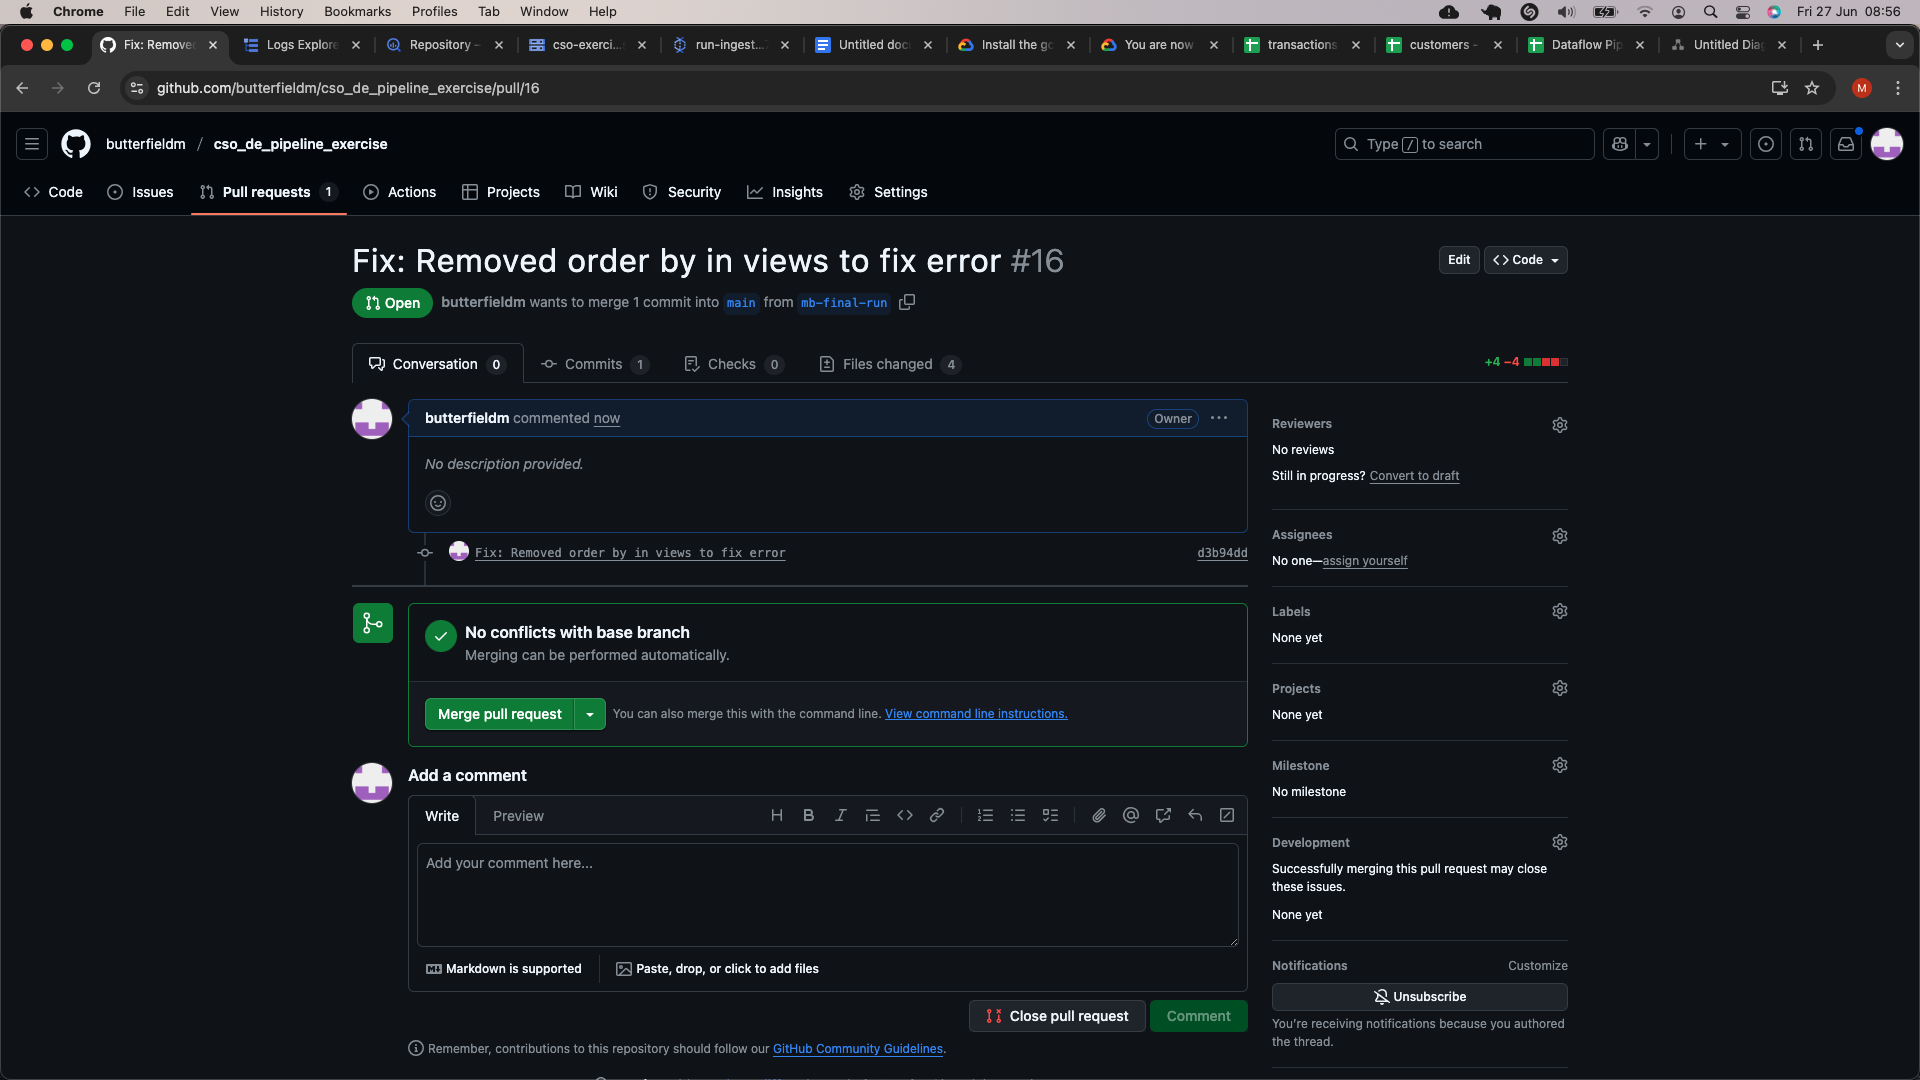 Chrome File Edit View History Bookmarks Profiles Tab Window Help Fri 27 Jun 08:56
Fix: Remove Logs Explore Repository - cso-exerci... run-ingest... Untitled doc Install the gc You are now transactions customers - Dataflow Pip Untitled Diag
github.com/butterfieldm/cso_de_pipeline_exercise/pull/16 M
butterfieldm / cso_de_pipeline_exercise Type / to search
Code Issues Pull requests 1 Actions Projects Wiki Security Insights Settings
Fix: Removed order by in views to fix error #16 Edit Code
Open butterfieldm wants to merge 1 commit into main from mb-final-run
Conversation 0 Commits 1 Checks 0 Files changed 4 +4 −4
butterfieldm commented now Owner
No description provided.
Fix: Removed order by in views to fix error d3b94dd
No conflicts with base branch
Merging can be performed automatically.
Merge pull request You can also merge this with the command line. View command line instructions.
Add a comment
Write Preview
Add your comment here...
Markdown is supported Paste, drop, or click to add files
Close pull request Comment
Remember, contributions to this repository should follow our GitHub Community Guidelines.
Reviewers
No reviews
Still in progress? Convert to draft
Assignees
No one—assign yourself
Labels
None yet
Projects
None yet
Milestone
No milestone
Development
Successfully merging this pull request may close
these issues.
None yet
Notifications Customize
Unsubscribe
You're receiving notifications because you authored
the thread.